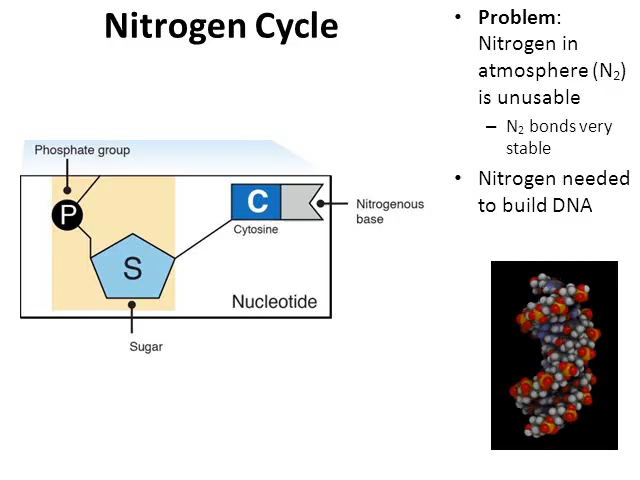 Nitrogen Cycle
• Problem:
Nitrogen in
atmosphere (N₂)
is unusable
– N₂ bonds very
stable
• Nitrogen needed
to build DNA
Phosphate group
P
C
Cytosine
Nitrogenous
base
S
Nucleotide
Sugar